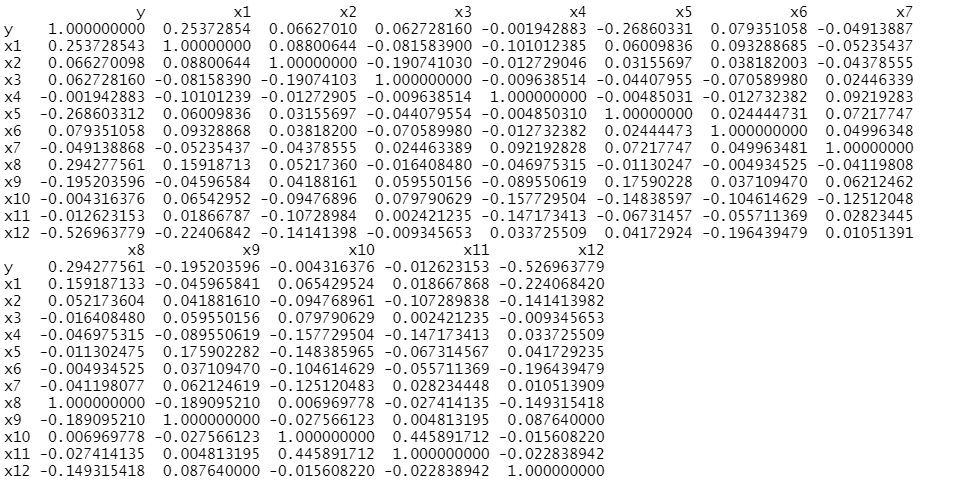 y x1 x2 x3 x4 x5 x6 x7
y 1.000000000 0.25372854 0.06627010 0.062728160 -0.001942883 -0.26860331 0.079351058 -0.04913887
x1 0.253728543 1.00000000 0.08800644 -0.081583900 -0.101012385 0.06009836 0.093288685 -0.05235437
x2 0.066270098 0.08800644 1.00000000 -0.190741030 -0.012729046 0.03155697 0.038182003 -0.04378555
x3 0.062728160 -0.08158390 -0.19074103 1.000000000 -0.009638514 -0.04407955 -0.070589980 0.02446339
x4 -0.001942883 -0.10101239 -0.01272905 -0.009638514 1.000000000 -0.00485031 -0.012732382 0.09219283
x5 -0.268603312 0.06009836 0.03155697 -0.044079554 -0.004850310 1.00000000 0.024444731 0.07217747
x6 0.079351058 0.09328868 0.03818200 -0.070589980 -0.012732382 0.02444473 1.000000000 0.04996348
x7 -0.049138868 -0.05235437 -0.04378555 0.024463389 0.092192828 0.07217747 0.049963481 1.00000000
x8 0.294277561 0.15918713 0.05217360 -0.016408480 -0.046975315 -0.01130247 -0.004934525 -0.04119808
x9 -0.195203596 -0.04596584 0.04188161 0.059550156 -0.089550619 0.17590228 0.037109470 0.06212462
x10 -0.004316376 0.06542952 -0.09476896 0.079790629 -0.157729504 -0.14838597 -0.104614629 -0.12512048
x11 -0.012623153 0.01866787 -0.10728984 0.002421235 -0.147173413 -0.06731457 -0.055711369 0.02823445
x12 -0.526963779 -0.22406842 -0.14141398 -0.009345653 0.033725509 0.04172924 -0.196439479 0.01051391
x8 x9 x10 x11 x12
y 0.294277561 -0.195203596 -0.004316376 -0.012623153 -0.526963779
x1 0.159187133 -0.045965841 0.065429524 0.018667868 -0.224068420
x2 0.052173604 0.041881610 -0.094768961 -0.107289838 -0.141413982
x3 -0.016408480 0.059550156 0.079790629 0.002421235 -0.009345653
x4 -0.046975315 -0.089550619 -0.157729504 -0.147173413 0.033725509
x5 -0.011302475 0.175902282 -0.148385965 -0.067314567 0.041729235
x6 -0.004934525 0.037109470 -0.104614629 -0.055711369 -0.196439479
x7 -0.041198077 0.062124619 -0.125120483 0.028234448 0.010513909
x8 1.000000000 -0.189095210 0.006969778 -0.027414135 -0.149315418
x9 -0.189095210 1.000000000 -0.027566123 0.004813195 0.087640000
x10 0.006969778 -0.027566123 1.000000000 0.445891712 -0.015608220
x11 -0.027414135 0.004813195 0.445891712 1.000000000 -0.022838942
x12 -0.149315418 0.087640000 -0.015608220 -0.022838942 1.000000000